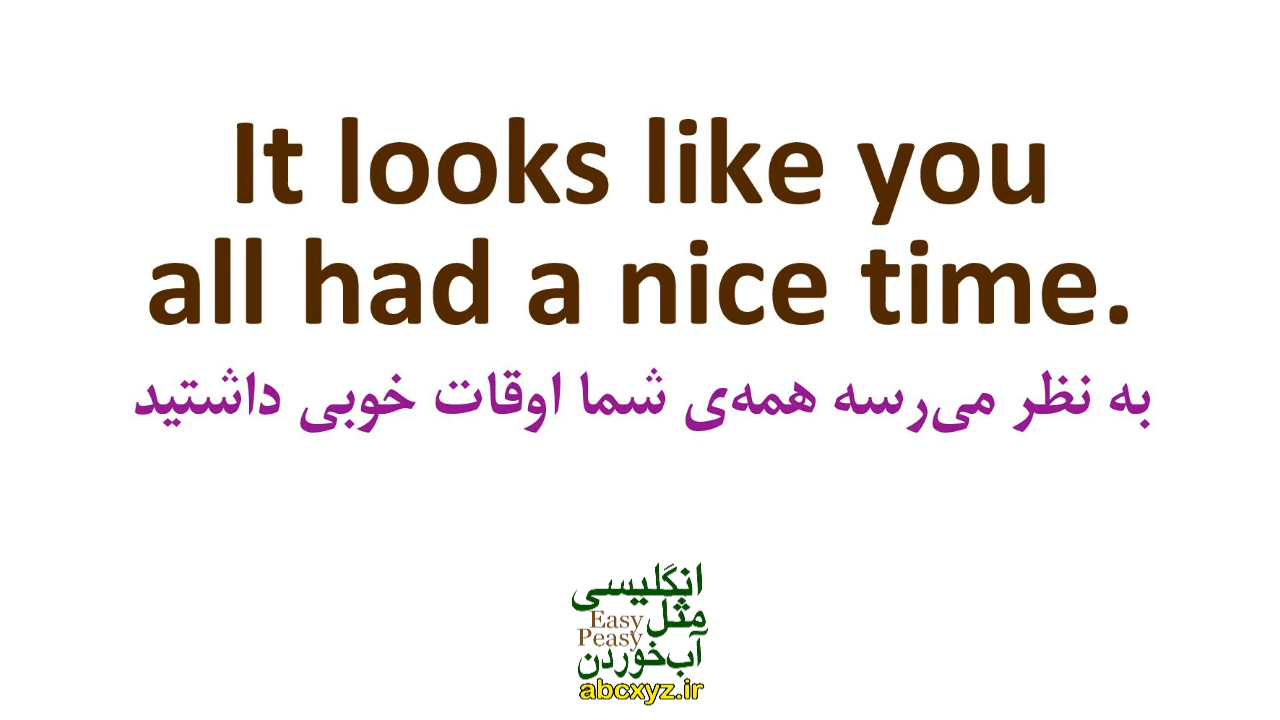 It looks like you
all had a nice time.
به نظر می‌رسه همه‌ی شما اوقات خوبی داشتید
انگلیسی
مثل
Easy
Peasy
آب‌خوردن
abcxyz.ir